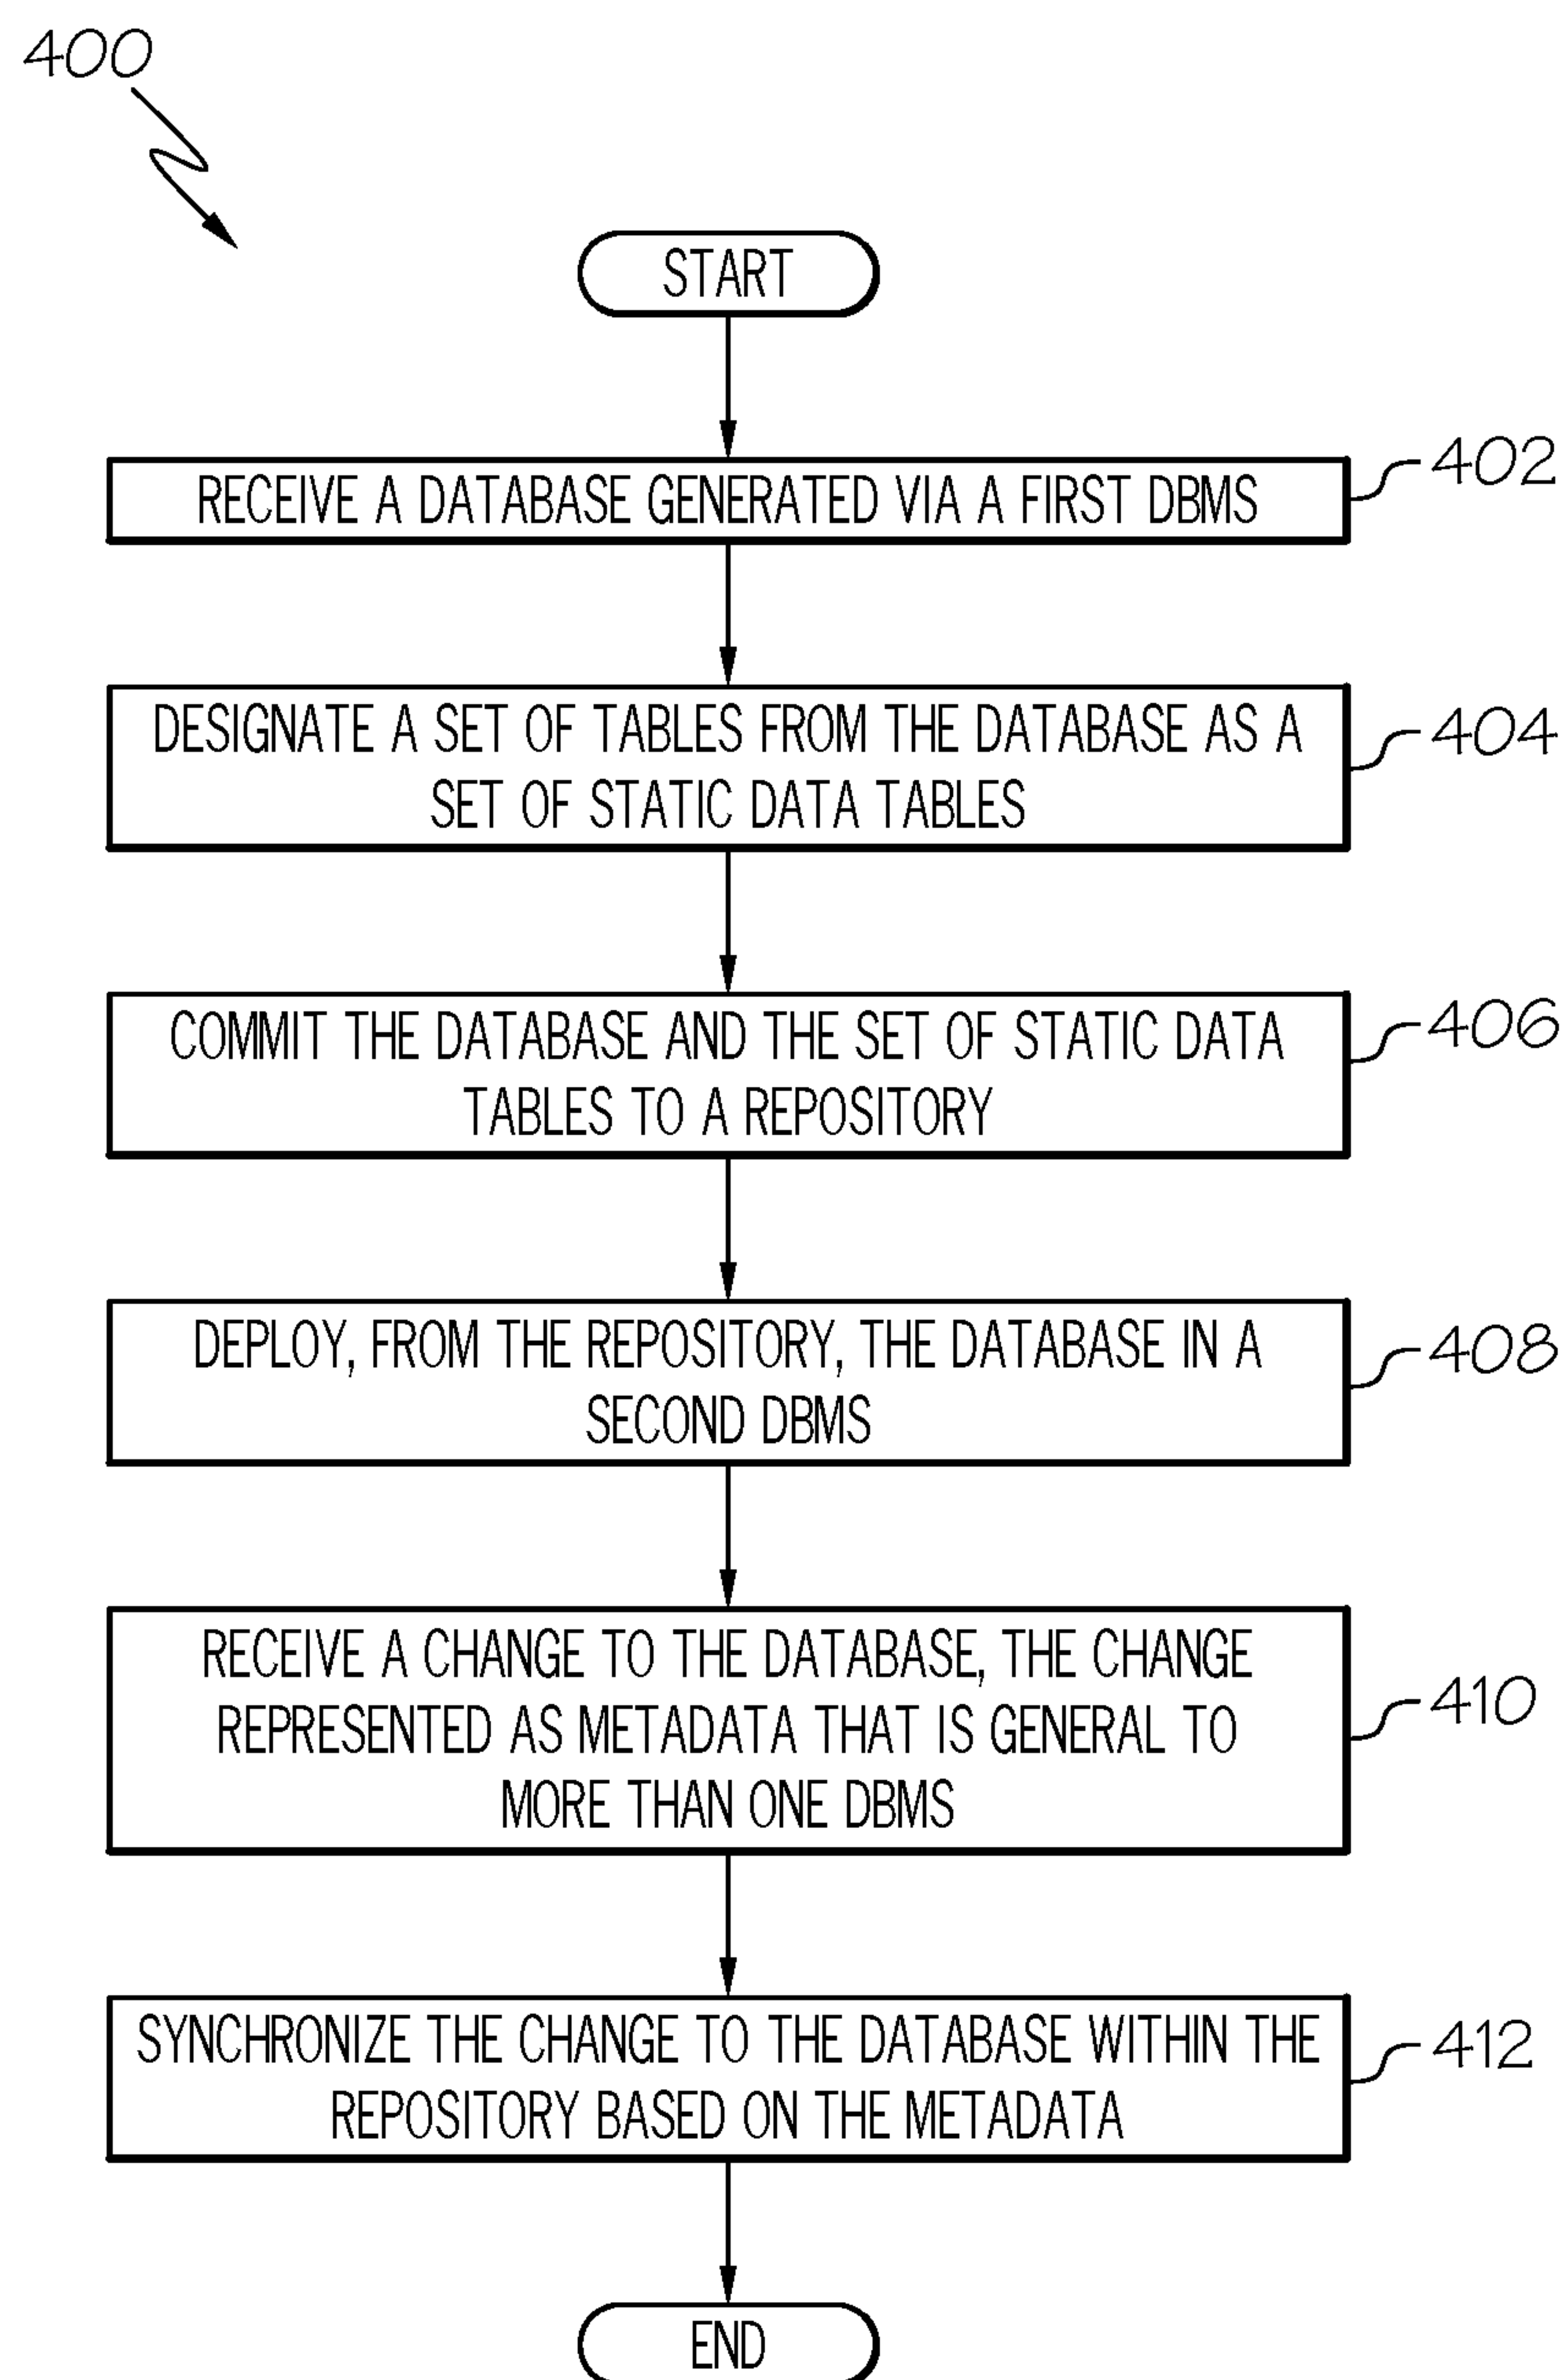 400
START
RECEIVE A DATABASE GENERATED VIA A FIRST DBMS
402
DESIGNATE A SET OF TABLES FROM THE DATABASE AS A
SET OF STATIC DATA TABLES
404
COMMIT THE DATABASE AND THE SET OF STATIC DATA
TABLES TO A REPOSITORY
406
DEPLOY, FROM THE REPOSITORY, THE DATABASE IN A
SECOND DBMS
408
RECEIVE A CHANGE TO THE DATABASE, THE CHANGE
REPRESENTED AS METADATA THAT IS GENERAL TO
MORE THAN ONE DBMS
410
SYNCHRONIZE THE CHANGE TO THE DATABASE WITHIN THE
REPOSITORY BASED ON THE METADATA
412
END